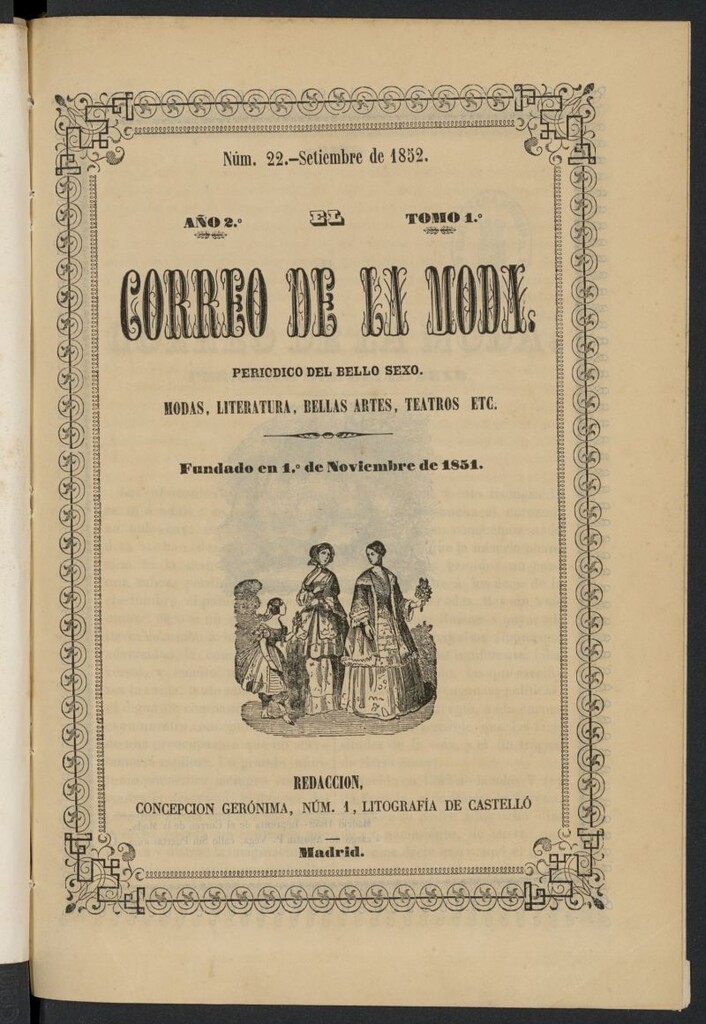 Núm. 22.–Setiembre de 1852.
AÑO 2.º EL TOMO 1.º
CORREO DE LA MODA.
PERIODICO DEL BELLO SEXO.
MODAS, LITERATURA, BELLAS ARTES, TEATROS ETC.
Fundado en 1.º de Noviembre de 1851.
REDACCION,
CONCEPCION GERÓNIMA, NÚM. 1, LITOGRAFÍA DE CASTELLÓ
Madrid.